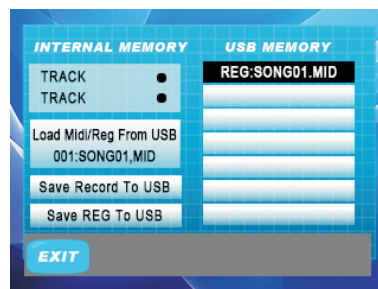 INTERNAL MEMORY
TRACK
TRACK
Load Midi/Reg From USB
001:SONG01,MID
Save Record To USB
Save REG To USB
USB MEMORY
REG:SONG01.MID
EXIT